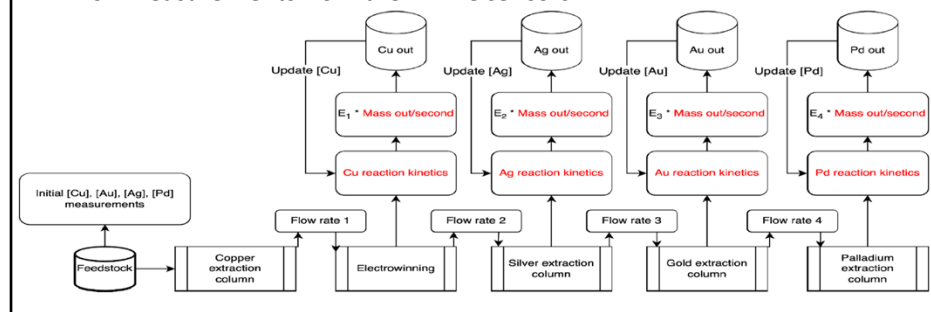 Cu out
Ag out
Au out
Pd out
Update [Cu]
Update [Ag]
Update [Au]
Update [Pd]
E1 * Mass out/second
E2 * Mass out/second
E3 * Mass out/second
E4 * Mass out/second
Cu reaction kinetics
Ag reaction kinetics
Au reaction kinetics
Pd reaction kinetics
Initial [Cu], [Au], [Ag], [Pd]
measurements
Flow rate 1
Flow rate 2
Flow rate 3
Flow rate 4
Feedstock
Copper
extraction
column
Electrowinning
Silver extraction
column
Gold extraction
column
Palladium
extraction
column